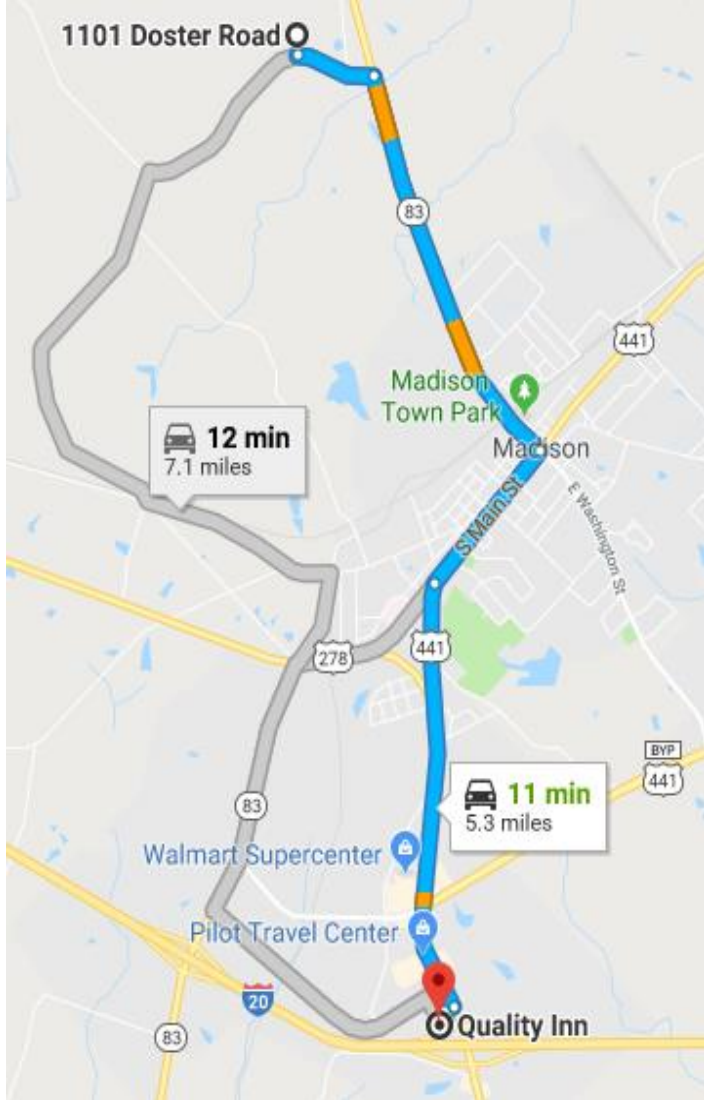 1101 Doster Road
83
441
Madison
Town Park
12 min
7.1 miles
Madison
S Main St
E Washington St
278
441
BYP
441
11 min
5.3 miles
83
Walmart Supercenter
Pilot Travel Center
20
Quality Inn
83